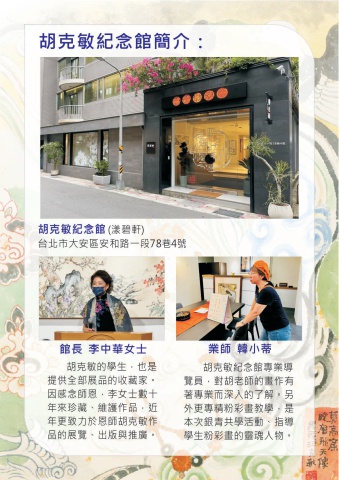 胡克敏紀念館簡介：
胡克敏紀念館(漾碧軒)
台北市大安區安和路一段78巷4號
館長 李中華女士
胡克敏的學生，也是
提供全部展品的收藏家。
因感念師恩，李女士數十
年來珍藏、維護作品，近
年更致力於恩師胡克敏作
品的展覽、出版與推廣。
業師 韓小蒂
胡克敏紀念館專業導
覽員，對胡老師的畫作有
著專業而深入的了解。另
外更專精粉彩畫教學，是
本次銀青共學活動、指導
學生粉彩畫的靈魂人物。